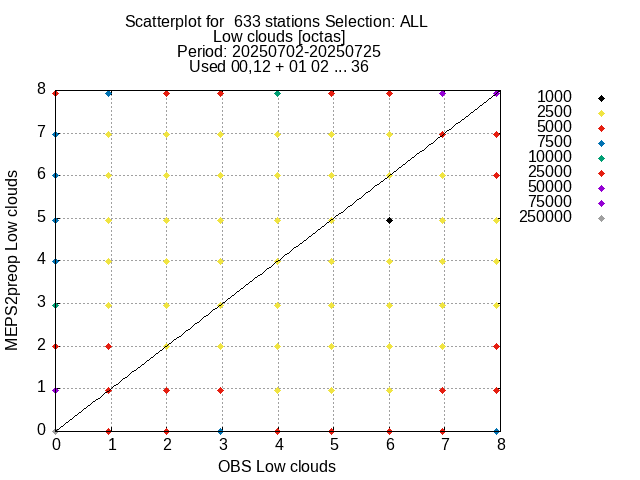 Scatterplot for  633 stations Selection: ALL
Low clouds [octas]
Period: 20250702-20250725
Used 00,12 + 01 02 ... 36
1000
2500
5000
7500
10000
25000
50000
75000
250000
8
7
6
5
4
3
2
1
0
MEPS2preop Low clouds
0 1 2 3 4 5 6 7 8
OBS Low clouds